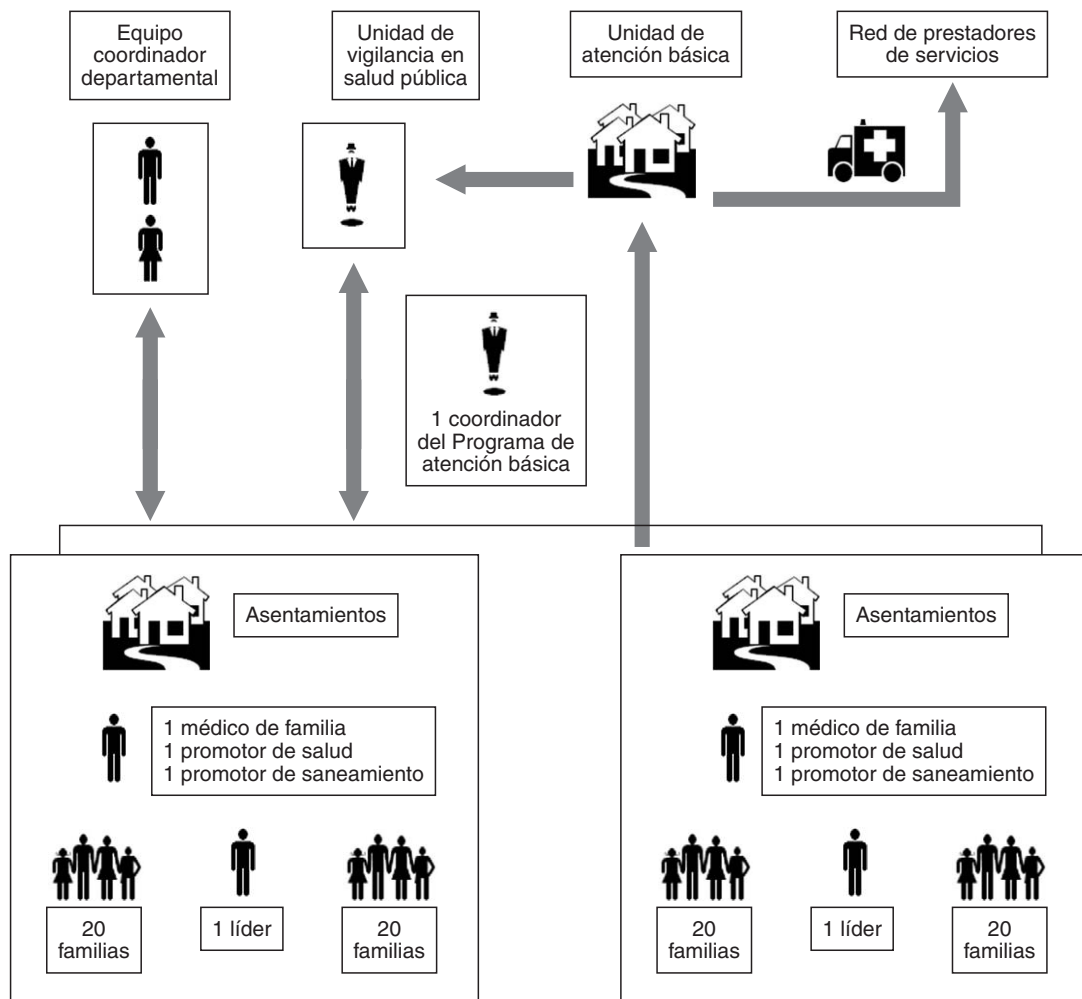 Equipo
coordinador
departamental
Unidad de
vigilancia en
salud pública
Unidad de
atención básica
Red de prestadores
de servicios
1 coordinador
del Programa de
atención básica
Asentamientos
1 médico de familia
1 promotor de salud
1 promotor de saneamiento
20
familias
1 líder
20
familias
Asentamientos
1 médico de familia
1 promotor de salud
1 promotor de saneamiento
20
familias
1 líder
20
familias